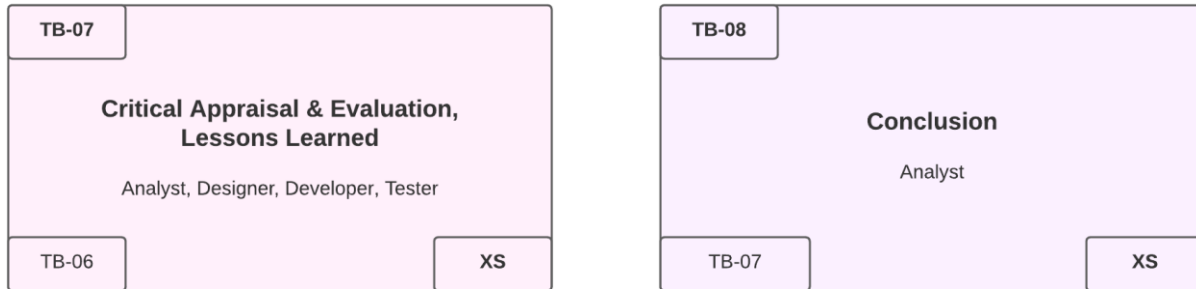 TB-07
Critical Appraisal & Evaluation,
Lessons Learned
Analyst, Designer, Developer, Tester
TB-06
XS
TB-08
Conclusion
Analyst
TB-07
XS